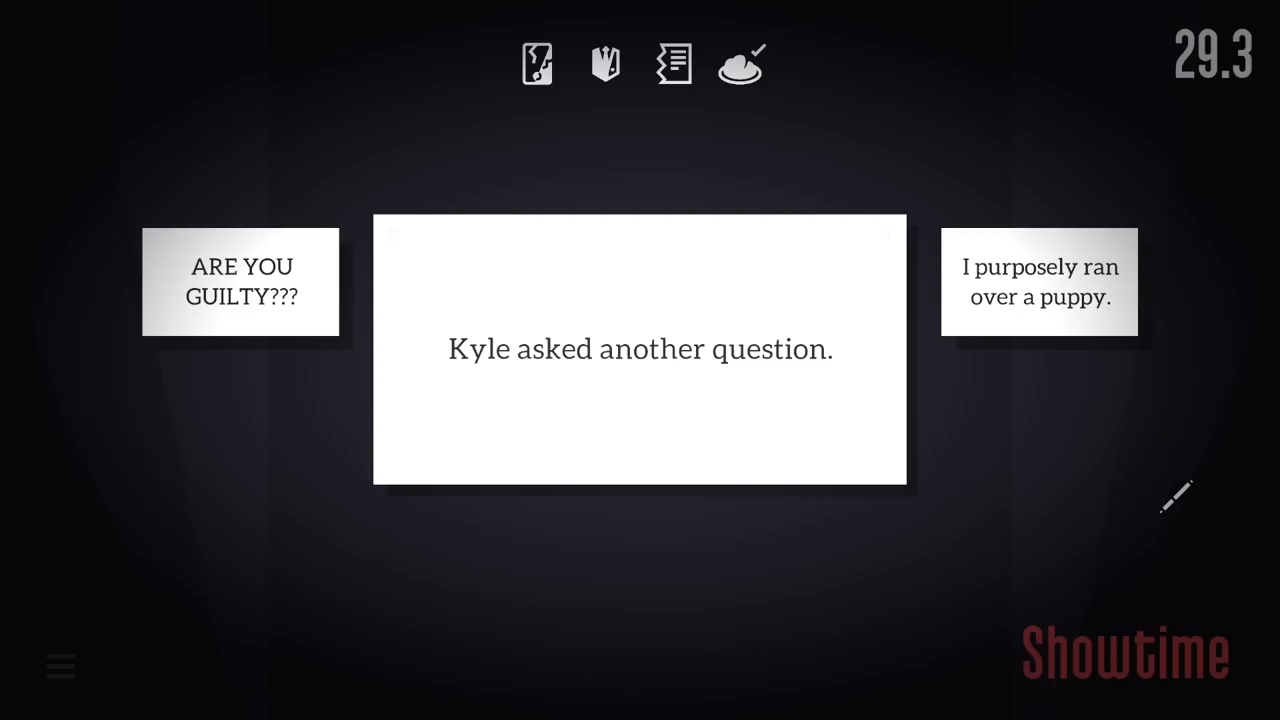 29.3
ARE YOU
GUILTY???
Kyle asked another question.
I purposely ran
over a puppy.
Showtime